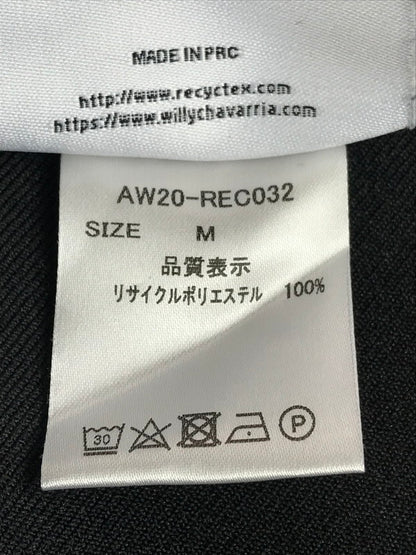 MADE IN PRC
http://www.recyctex.com
https://www.willychavarria.com
AW20-REC032
SIZE M
品質表示
リサイクルポリエステル 100%
30 P